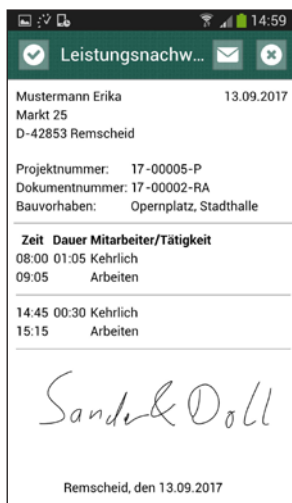 14:59
Leistungsnachw...
Mustermann Erika 13.09.2017
Markt 25
D-42853 Remscheid
Projektnummer: 17-00005-P
Dokumentnummer: 17-00002-RA
Bauvorhaben: Opernplatz, Stadthalle
Zeit Dauer Mitarbeiter/Tätigkeit
08:00 01:05 Kehrlich
09:05 Arbeiten
14:45 00:30 Kehrlich
15:15 Arbeiten
Sander & Doll
Remscheid, den 13.09.2017